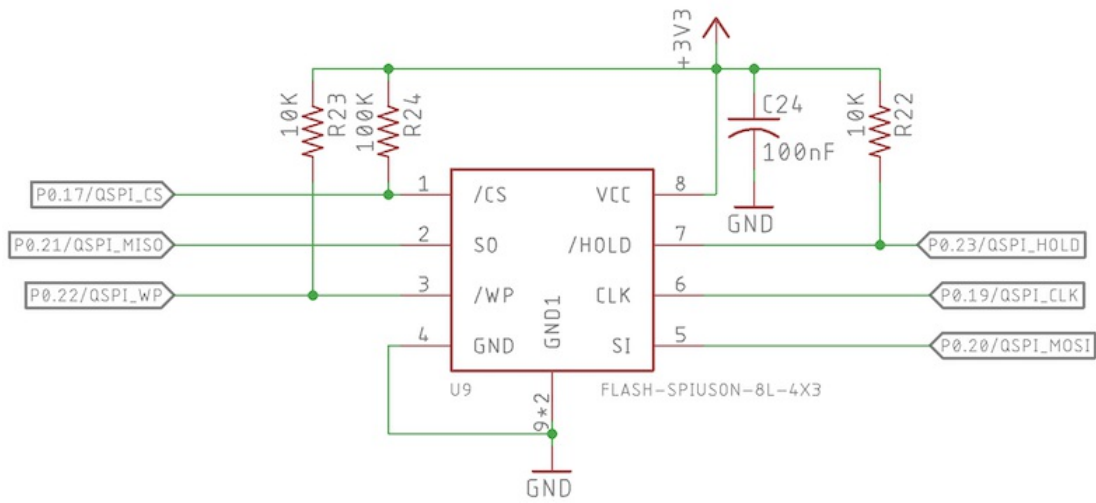 +3V3
10K
R23
100K
R24
C24
100nF
10K
R22
GND
P0.17/QSPI_CS
1
/CS
VCC
8
P0.21/QSPI_MISO
2
SO
/HOLD
7
P0.23/QSPI_HOLD
P0.22/QSPI_WP
3
/WP
CLK
6
P0.19/QSPI_CLK
4
GND
GND1
SI
5
P0.20/QSPI_MOSI
U9
9*2
FLASH-SPIUSON-8L-4X3
GND